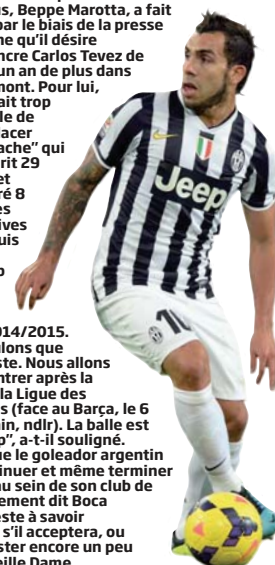 s, Beppe Marotta, a fait
par le biais de la presse
ne qu'il désire
ncre Carlos Tevez de
un an de plus dans
mont. Pour lui,
ait trop
le de
lacer
ache" qui
rit 29
et
ré 8
es
ives
uis
o
014/2015.
ulons que
ste. Nous allons
ntrer après la
la Ligue des
s (face au Barça, le 6
in, ndlr). La balle est
p", a-t-il souligné.
ue le goleador argentin
tinuer et même terminer
au sein de son club de
ement dit Boca
este à savoir
s'il acceptera, ou
ster encore un peu
eille Dame
Jeep
10